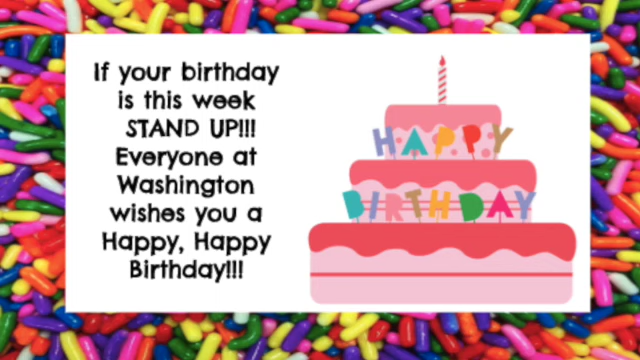 If your birthday
is this week
STAND UP!!!
Everyone at
Washington
wishes you a
Happy, Happy
Birthday!!!
HAPPY
BIRTHDAY